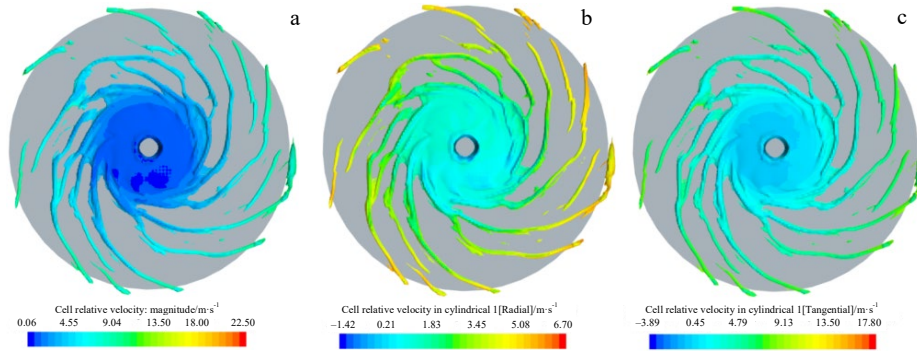 a
b
c
Cell relative velocity: magnitude/m·s⁻¹
0.06 4.55 9.04 13.50 18.00 22.50
Cell relative velocity in cylindrical 1[Radial]/m·s⁻¹
−1.42 0.21 1.83 3.45 5.08 6.70
Cell relative velocity in cylindrical 1[Tangential]/m·s⁻¹
−3.89 0.45 4.79 9.13 13.50 17.80